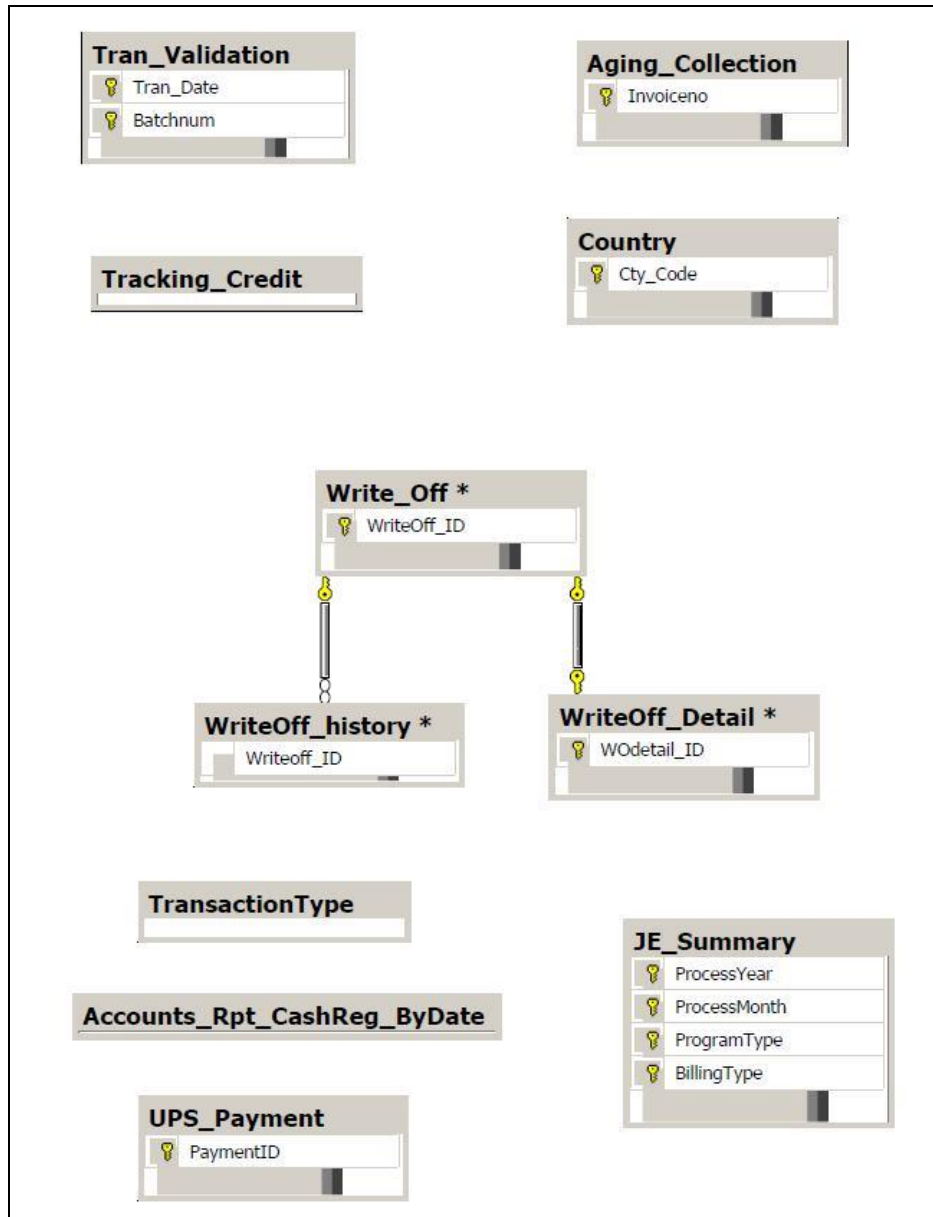 Tran_Validation
Tran_Date
Batchnum
Aging_Collection
Invoiceno
Tracking_Credit
Country
Cty_Code
Write_Off *
WriteOff_ID
WriteOff_history *
Writeoff_ID
WriteOff_Detail *
WOdetail_ID
TransactionType
JE_Summary
ProcessYear
ProcessMonth
ProgramType
BillingType
Accounts_Rpt_CashReg_ByDate
UPS_Payment
PaymentID